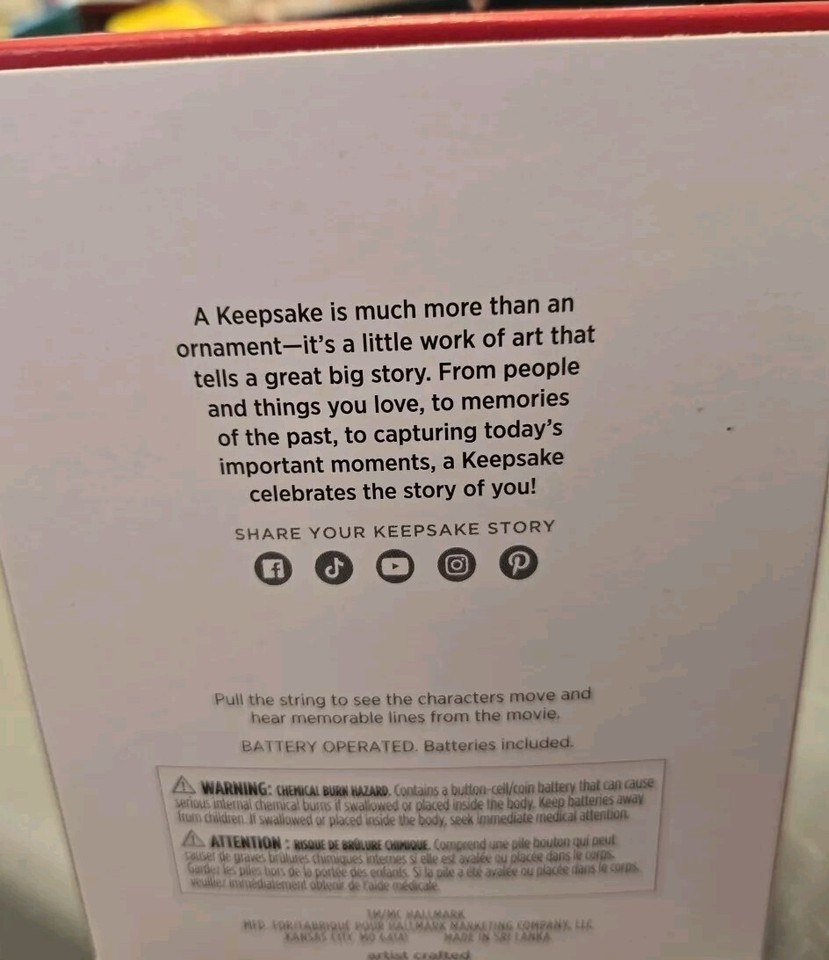 A Keepsake is much more than an
ornament—it's a little work of art that
tells a great big story. From people
and things you love, to memories
of the past, to capturing today's
important moments, a Keepsake
celebrates the story of you!
SHARE YOUR KEEPSAKE STORY
Pull the string to see the characters move and
hear memorable lines from the movie.
BATTERY OPERATED. Batteries included.
WARNING: CHEMICAL BURN HAZARD. Contains a button-cell/coin battery that can cause
serious internal chemical burns if swallowed or placed inside the body. Keep batteries away
from children. If swallowed or placed inside the body, seek immediate medical attention.
ATTENTION : RISQUE DE BRÛLURE CHIMIQUE. Comprend une pile bouton qui peut
causer de graves brûlures chimiques internes si elle est avalée ou placée dans le corps.
Garder les piles hors de la portée des enfants. Si la pile a été avalée ou placée dans le corps,
veuillez immédiatement obtenir de l'aide médicale.
TM/MC HALLMARK
MFD. FOR/FABRIQUÉ POUR HALLMARK MARKETING COMPANY, LLC
KANSAS CITY, MO 64141 MADE IN SRI LANKA
artist crafted